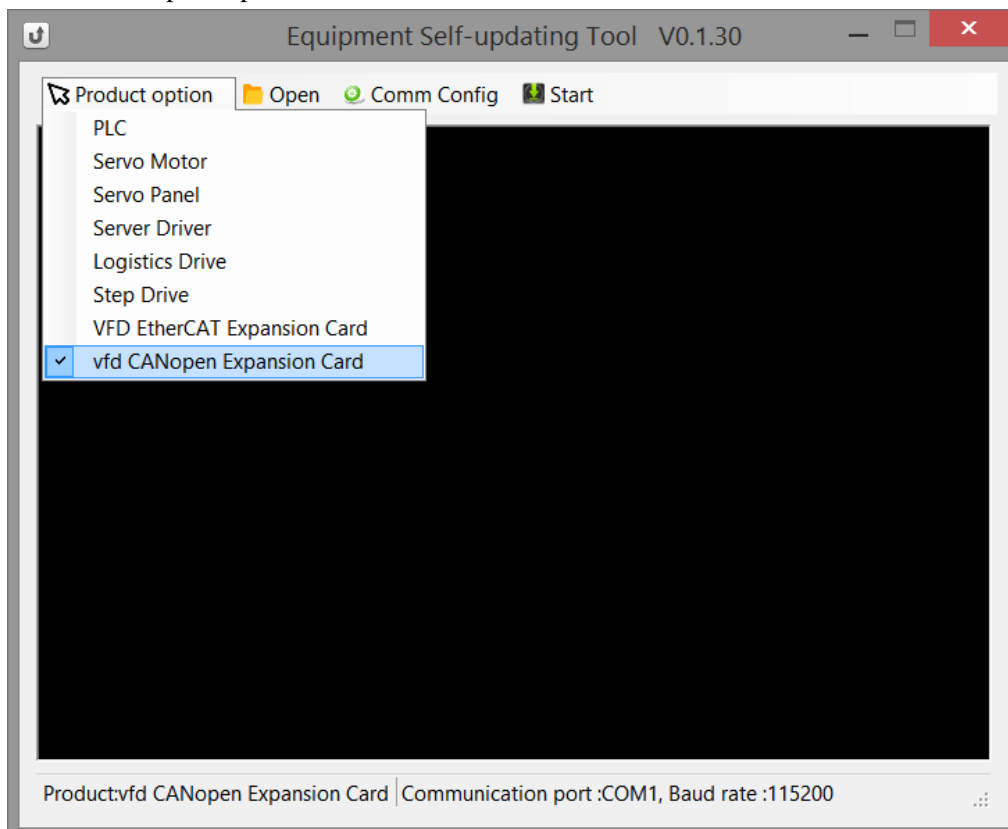 Equipment Self-updating Tool V0.1.30
Product option Open Comm Config Start
PLC
Servo Motor
Servo Panel
Server Driver
Logistics Drive
Step Drive
VFD EtherCAT Expansion Card
vfd CANopen Expansion Card
Product:vfd CANopen Expansion Card Communication port :COM1, Baud rate :115200